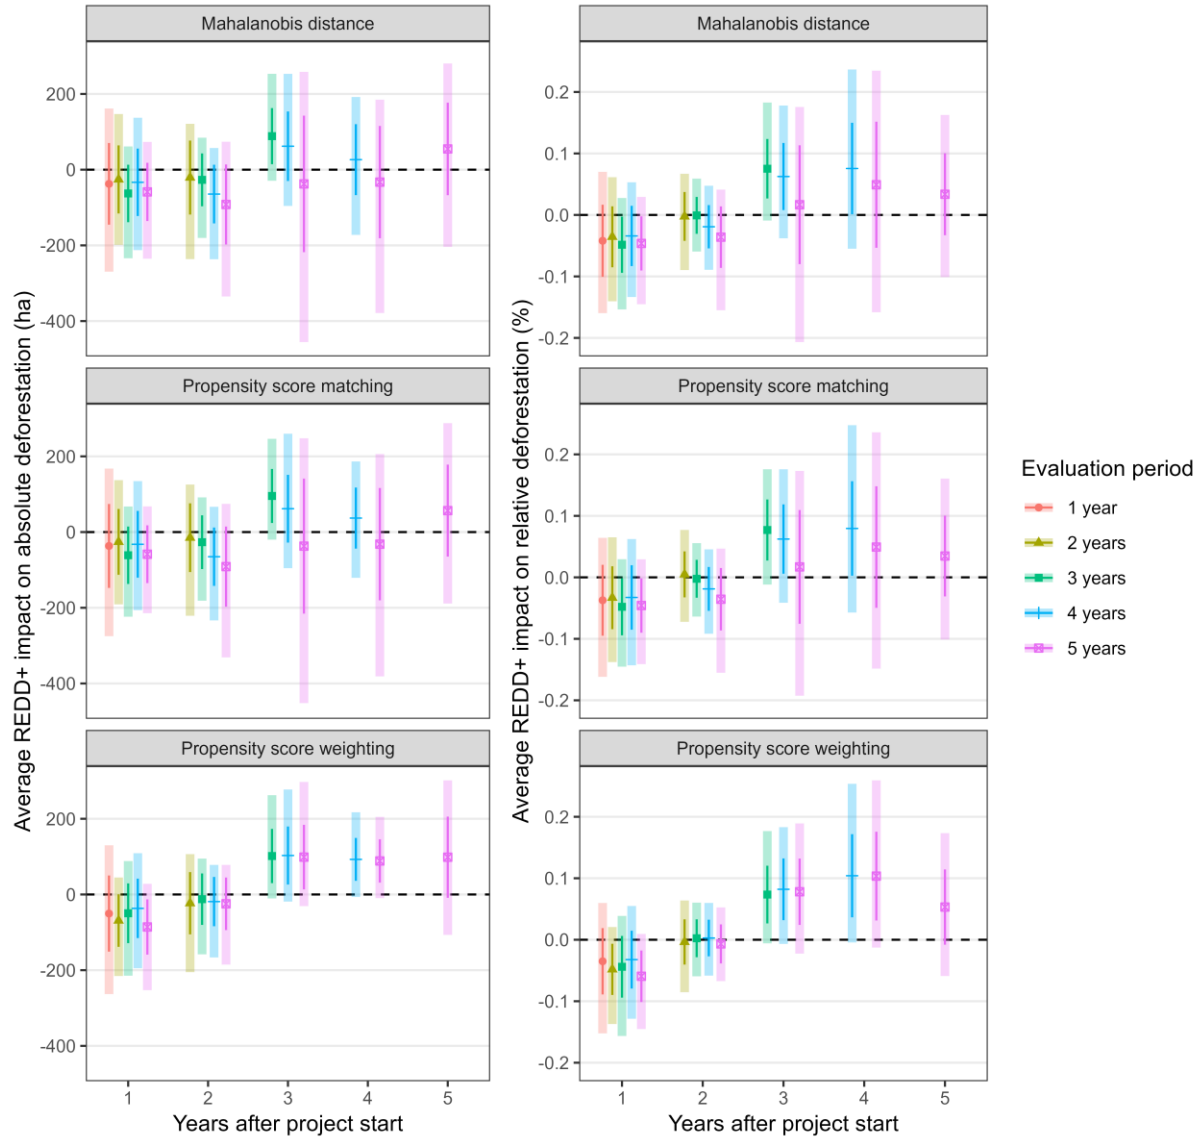 Mahalanobis distance
Mahalanobis distance
200
0
-200
-400
0.2
0.1
0.0
-0.1
-0.2
Propensity score matching
Propensity score matching
200
0
-200
-400
0.2
0.1
0.0
-0.1
-0.2
Propensity score weighting
Propensity score weighting
200
0
-200
-400
0.2
0.1
0.0
-0.1
-0.2
1 2 3 4 5
1 2 3 4 5
Years after project start
Years after project start
Average REDD+ impact on absolute deforestation (ha)
Average REDD+ impact on relative deforestation (%)
Evaluation period
1 year
2 years
3 years
4 years
5 years